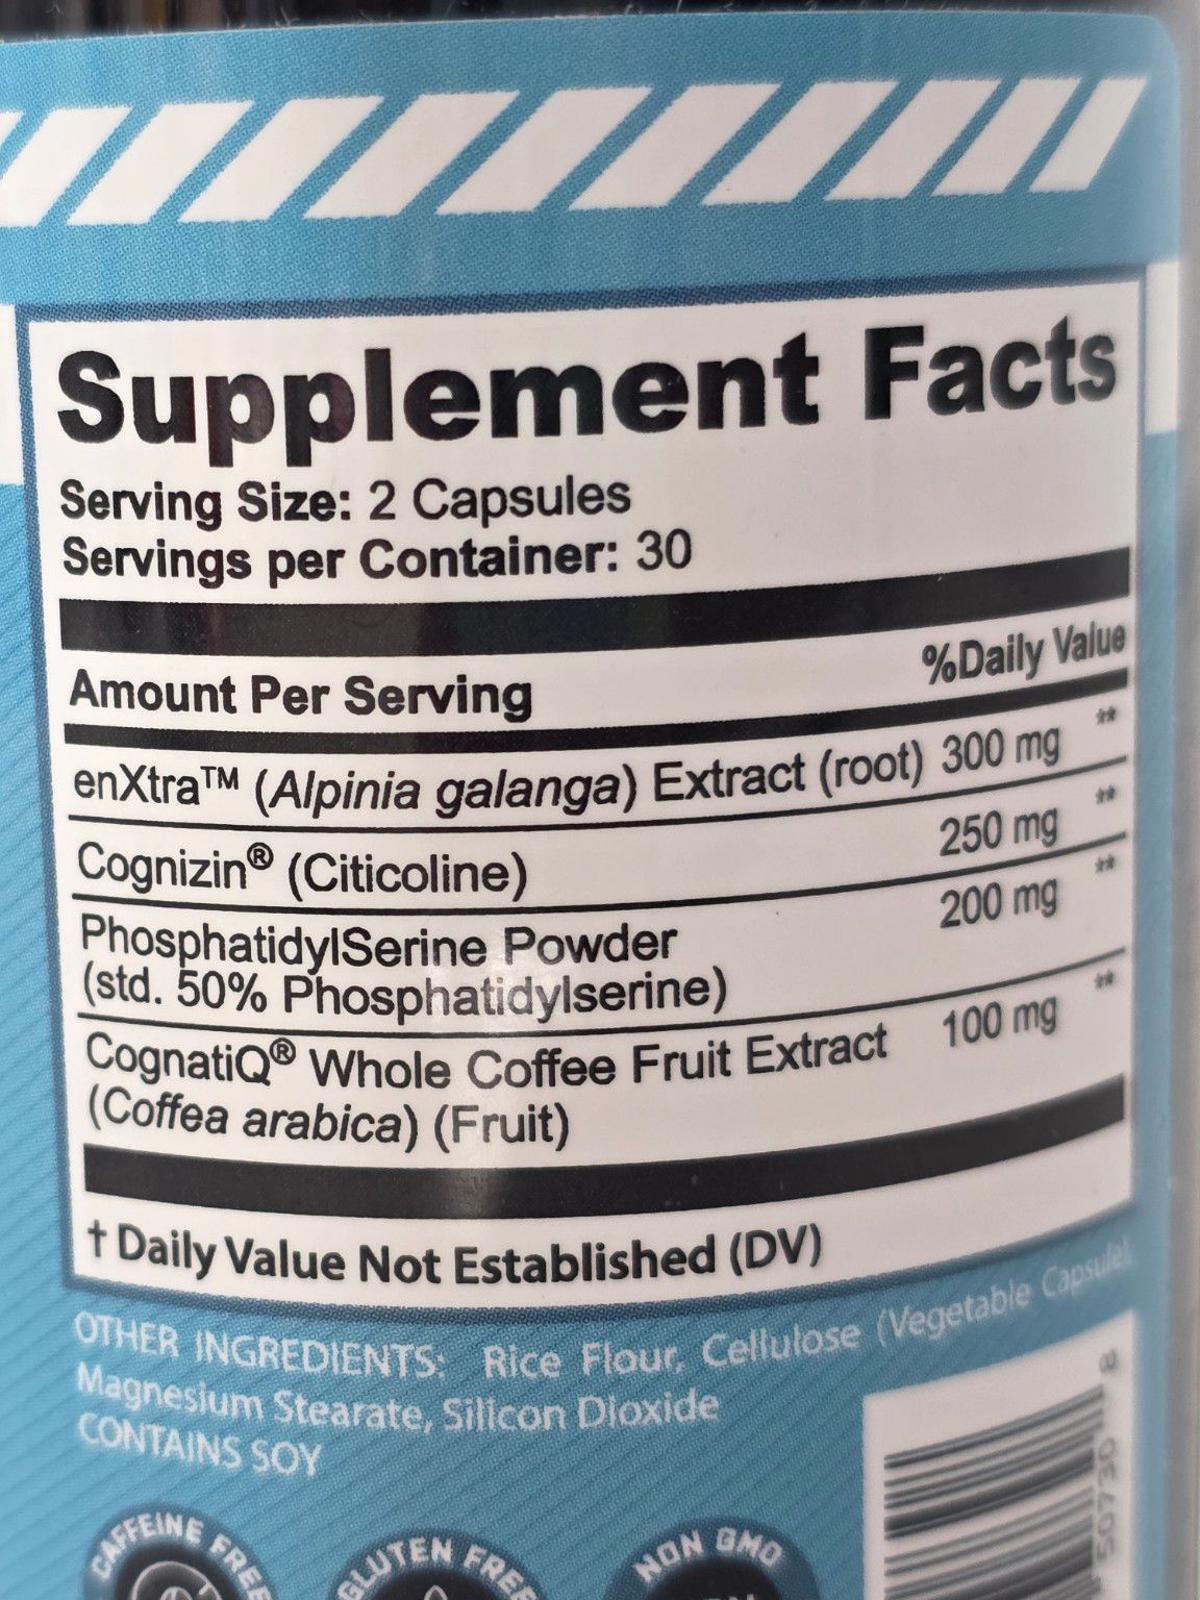 Supplement Facts
Serving Size: 2 Capsules
Servings per Container: 30
%Daily Value
Amount Per Serving
enXtra™ (Alpinia galanga) Extract (root) 300 mg **
Cognizin® (Citicoline) 250 mg **
PhosphatidylSerine Powder 200 mg **
(std. 50% Phosphatidylserine)
CognatiQ® Whole Coffee Fruit Extract 100 mg **
(Coffea arabica) (Fruit)
† Daily Value Not Established (DV)
OTHER INGREDIENTS: Rice Flour, Cellulose (Vegetable Capsule),
Magnesium Stearate, Silicon Dioxide
CONTAINS SOY
CAFFEINE FREE
GLUTEN FREE
NON GMO
50730
8